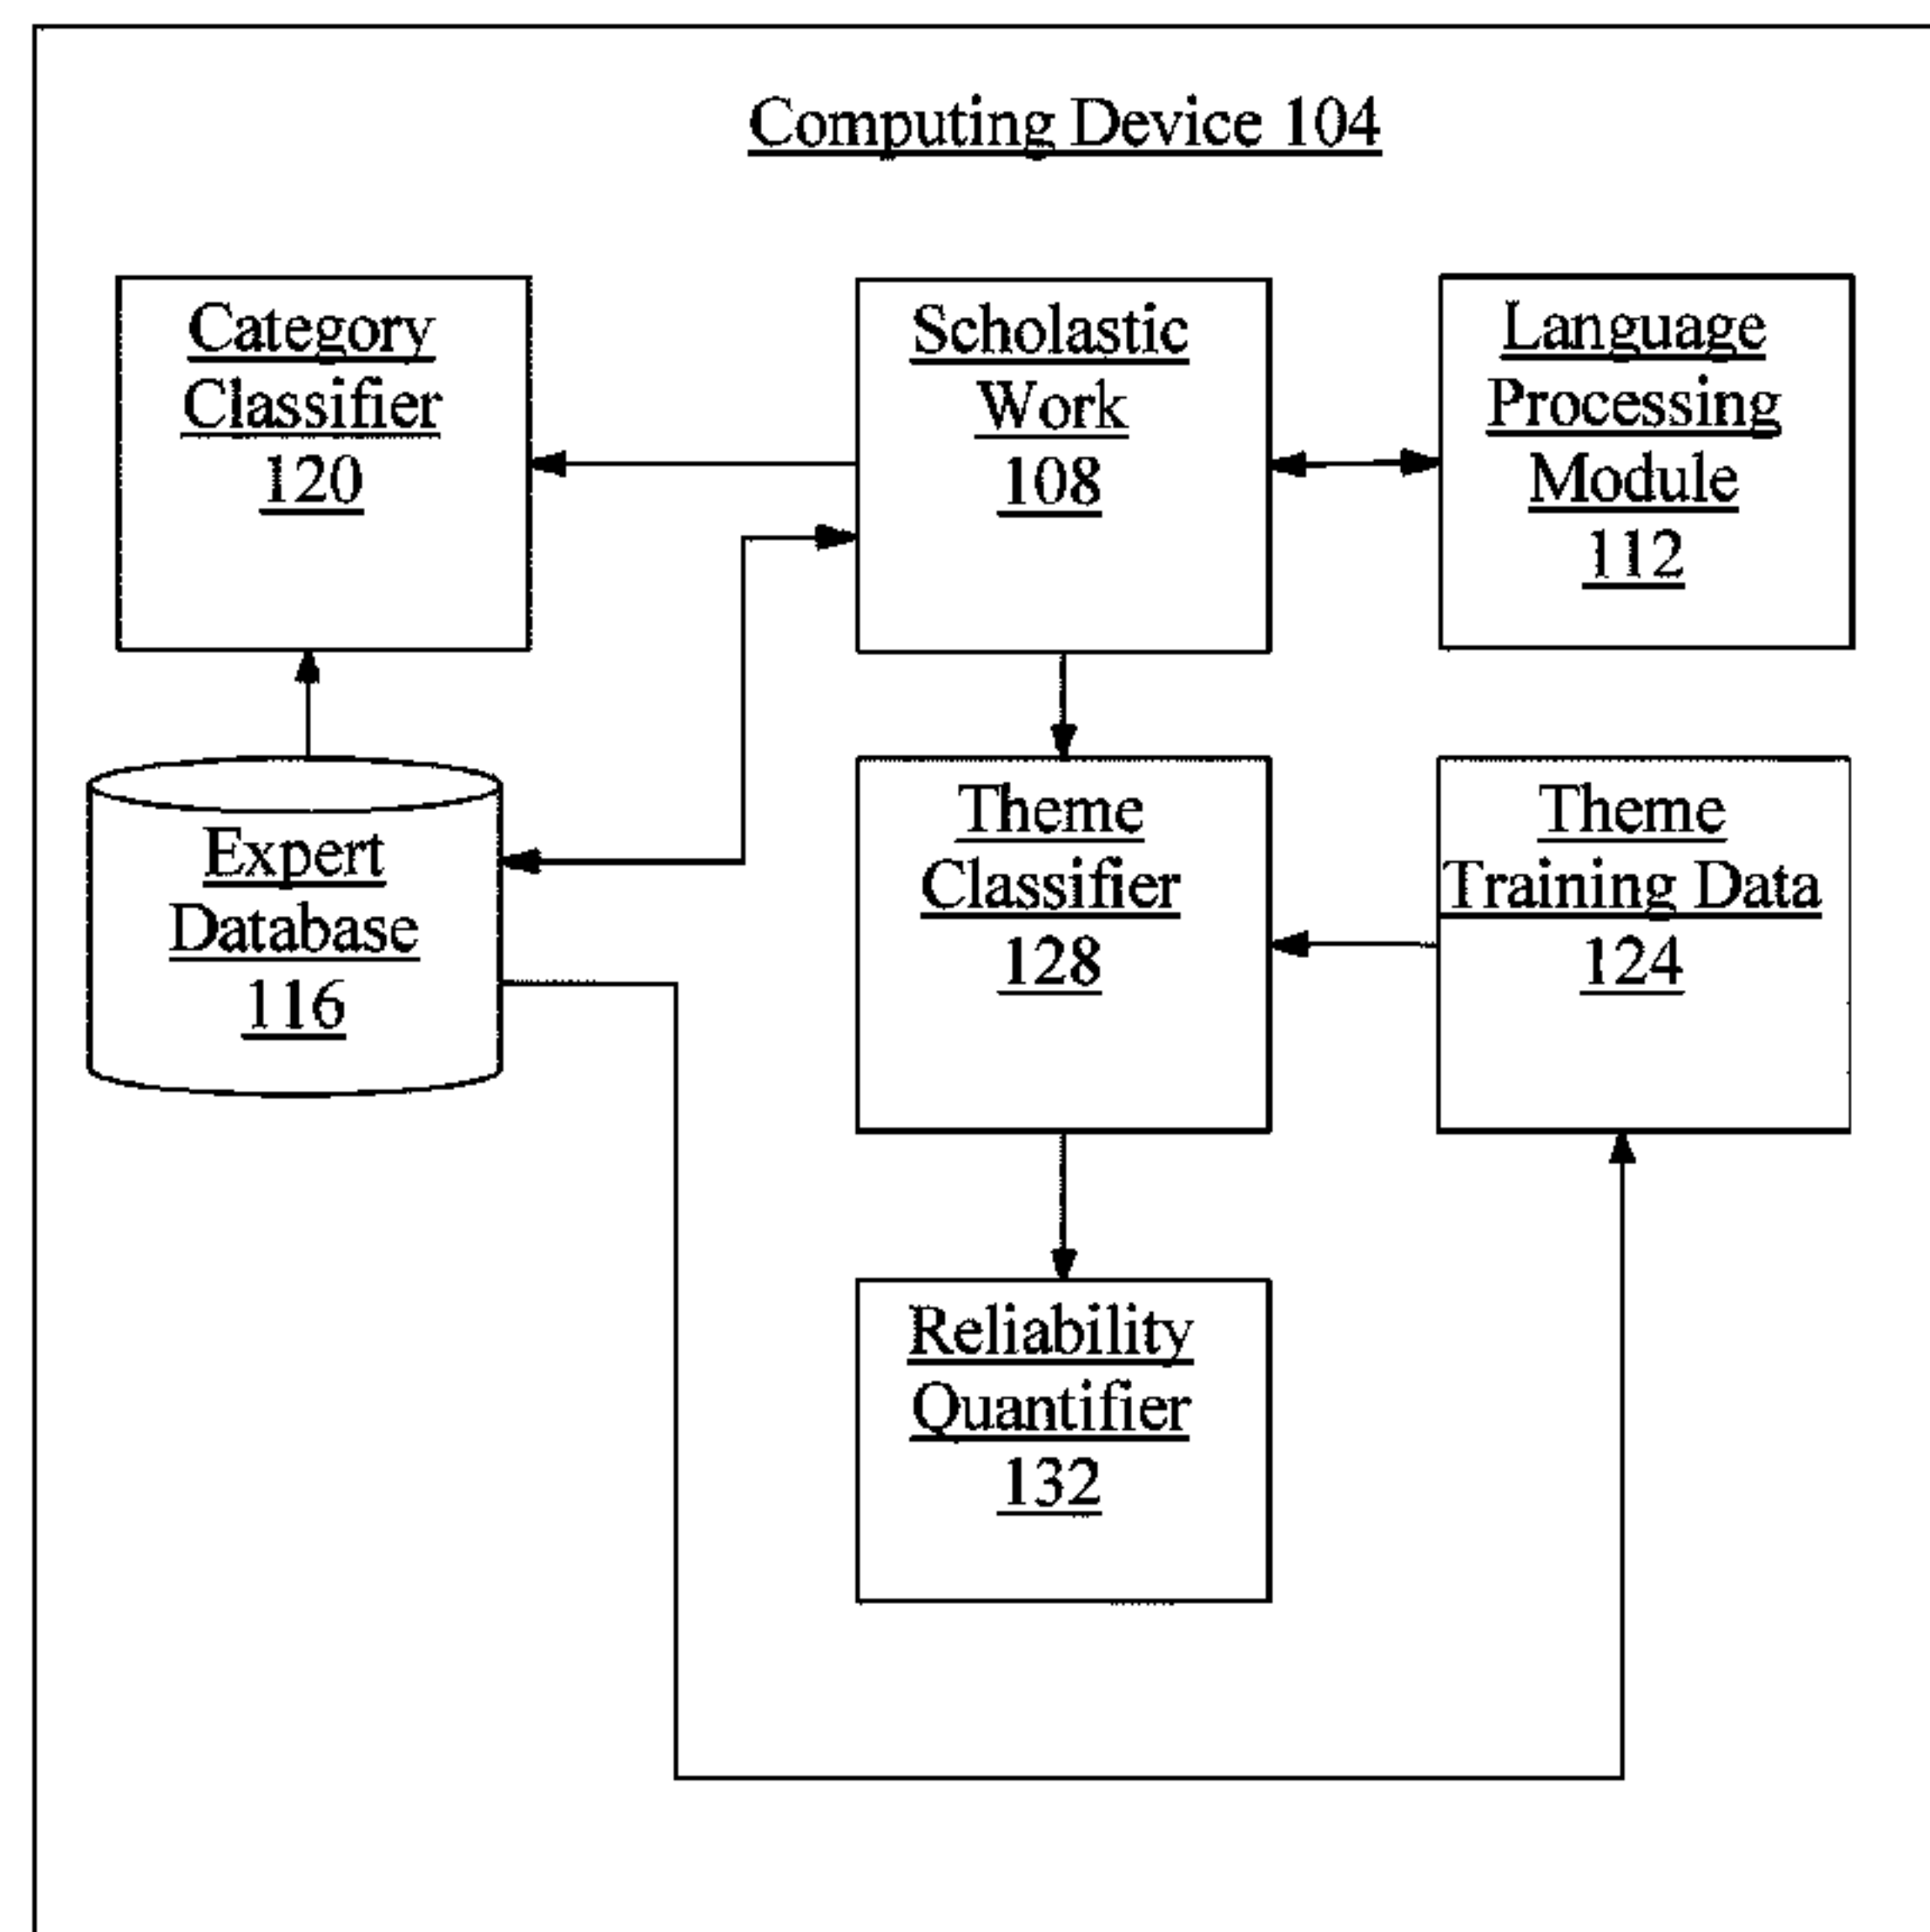 Computing Device 104
Category
Classifier
120
Scholastic
Work
108
Language
Processing
Module
112
Expert
Database
116
Theme
Classifier
128
Theme
Training Data
124
Reliability
Quantifier
132